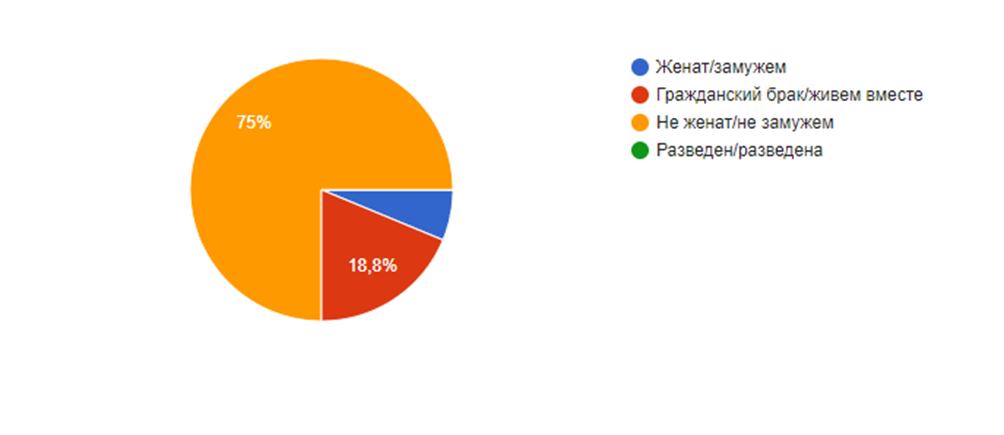 75%
18,8%
Женат/замужем
Гражданский брак/живем вместе
Не женат/не замужем
Разведен/разведена